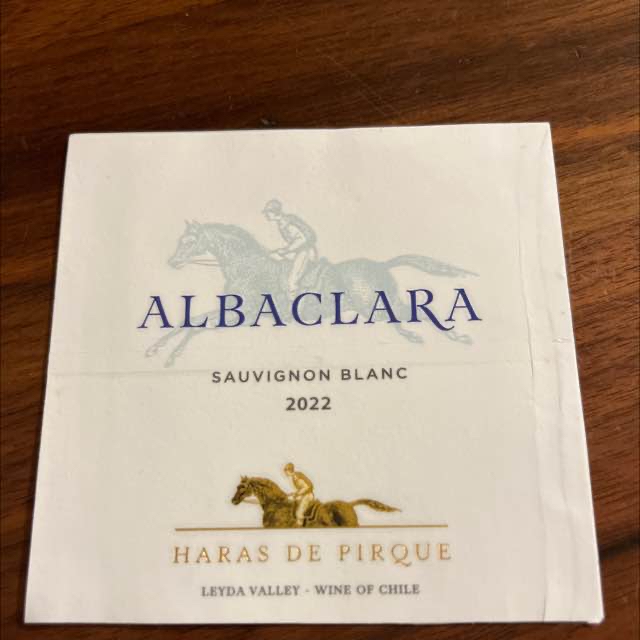 ALBACLARA
SAUVIGNON BLANC
2022
HARAS DE PIRQUE
LEYDA VALLEY - WINE OF CHILE